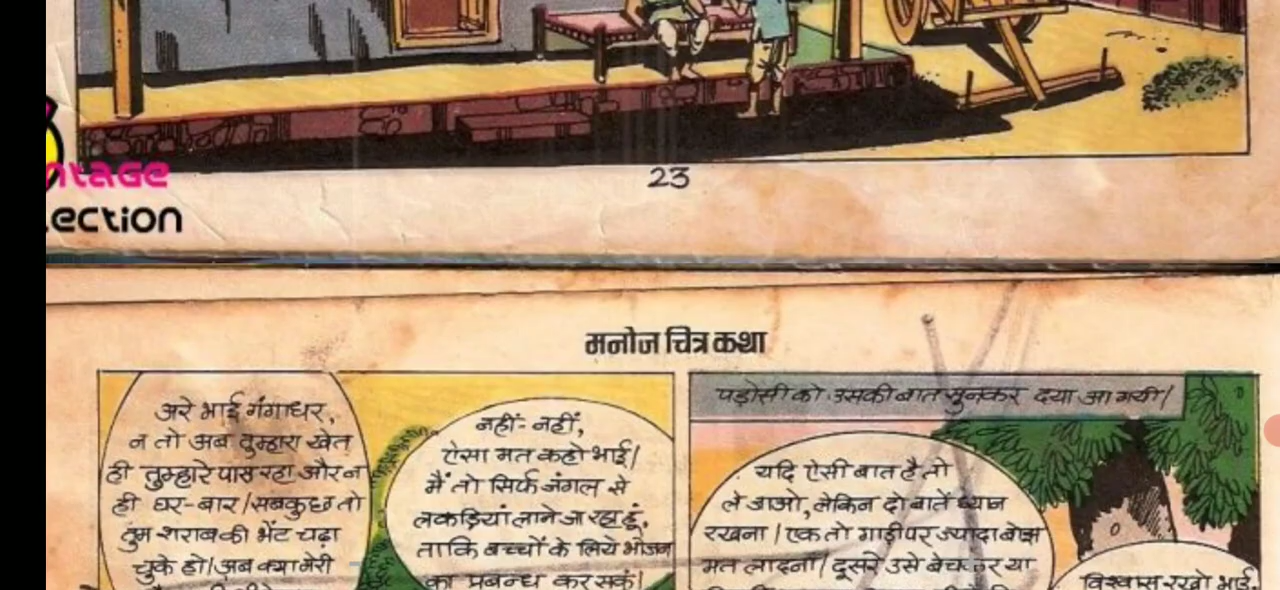 23
ntage
lection
मनोज चित्र कथा
अरे भाई गंगाधर,
न तो अब तुम्हारा खेत
ही तुम्हारे पास रहा और न
ही घर-बार/सबकुछ तो
तुम शराब की भेंट चढ़ा
चुके हो/अब क्या मेरी
नहीं-नहीं,
ऐसा मत कहो भाई/
मैं तो सिर्फ जंगल से
लकड़ियां लाने जा रहा हूं,
ताकि बच्चों के लिये भोजन
का प्रबन्ध कर सकूं/
पड़ोसी को उसकी बात सुनकर दया आ गयी/
यदि ऐसी बात है तो
ले जाओ, लेकिन दो बातें ध्यान
रखना/एक तो गाड़ी पर ज्यादा बोझ
मत लादना/दूसरे उसे बेचकर या
विश्वास रखो भाई,